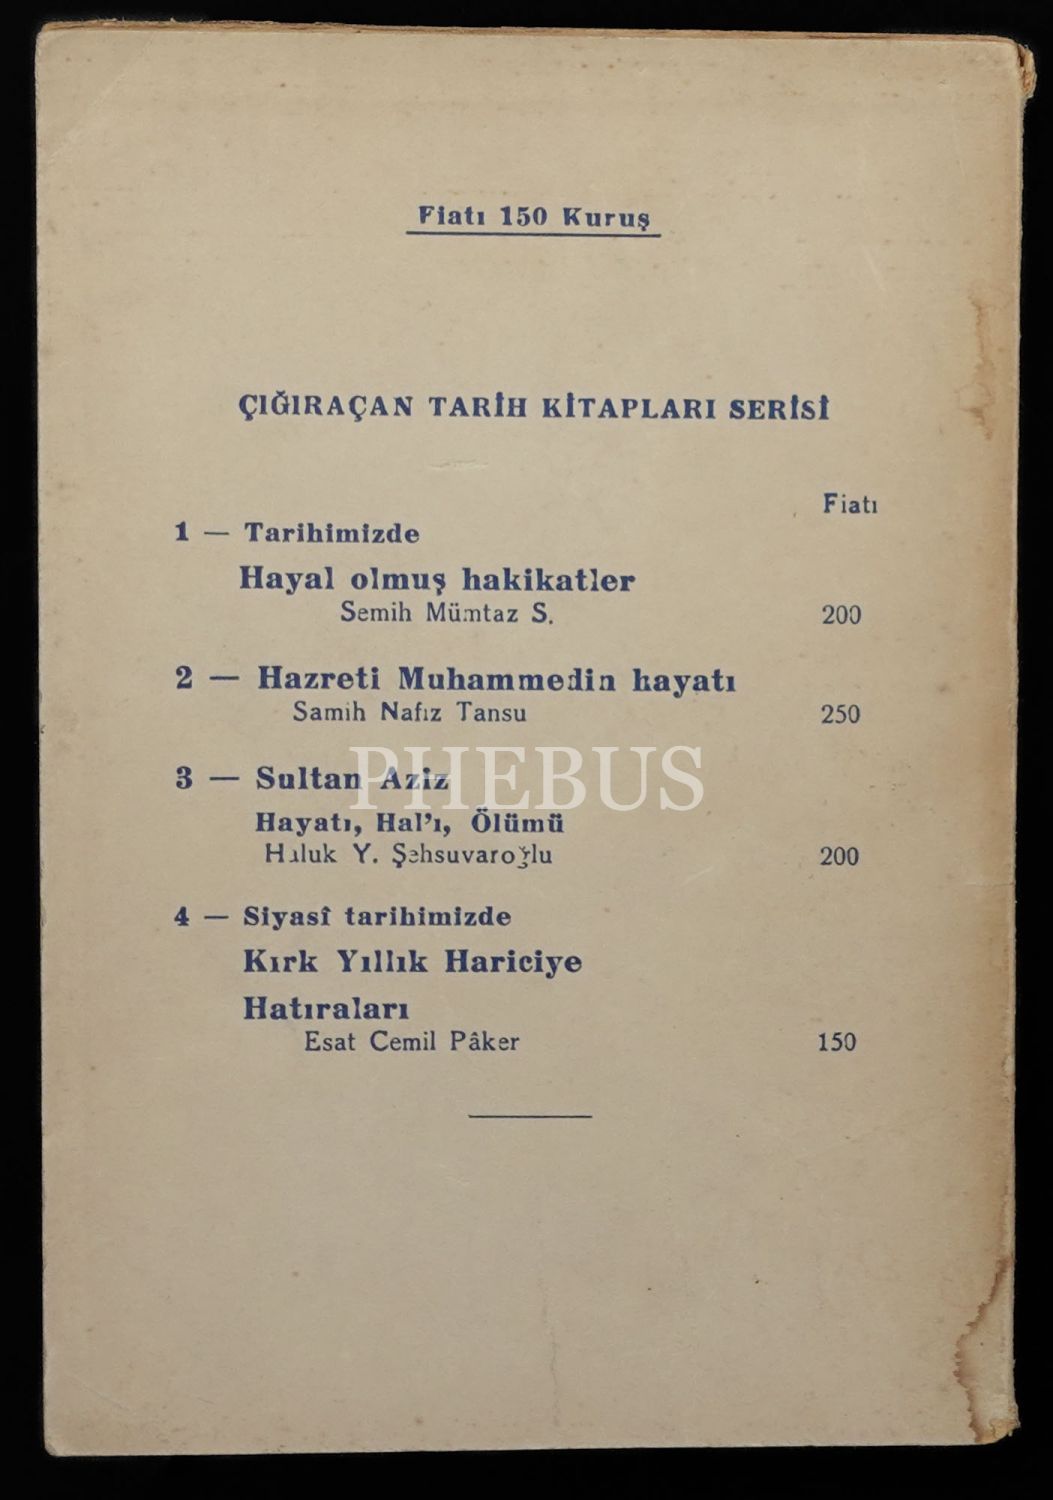 Fiatı 150 Kuruş
ÇIĞIRAÇAN TARİH KİTAPLARI SERİSİ
Fiatı
1 — Tarihimizde
Hayal olmuş hakikatler
Semih Mümtaz S. 200
2 — Hazreti Muhammedin hayatı
Samih Nafız Tansu 250
3 — Sultan Aziz
PHEBUS
Hayatı, Hal'ı, Ölümü
Haluk Y. Şehsuvaroğlu 200
4 — Siyasî tarihimizde
Kırk Yıllık Hariciye
Hatıraları
Esat Cemil Pâker 150